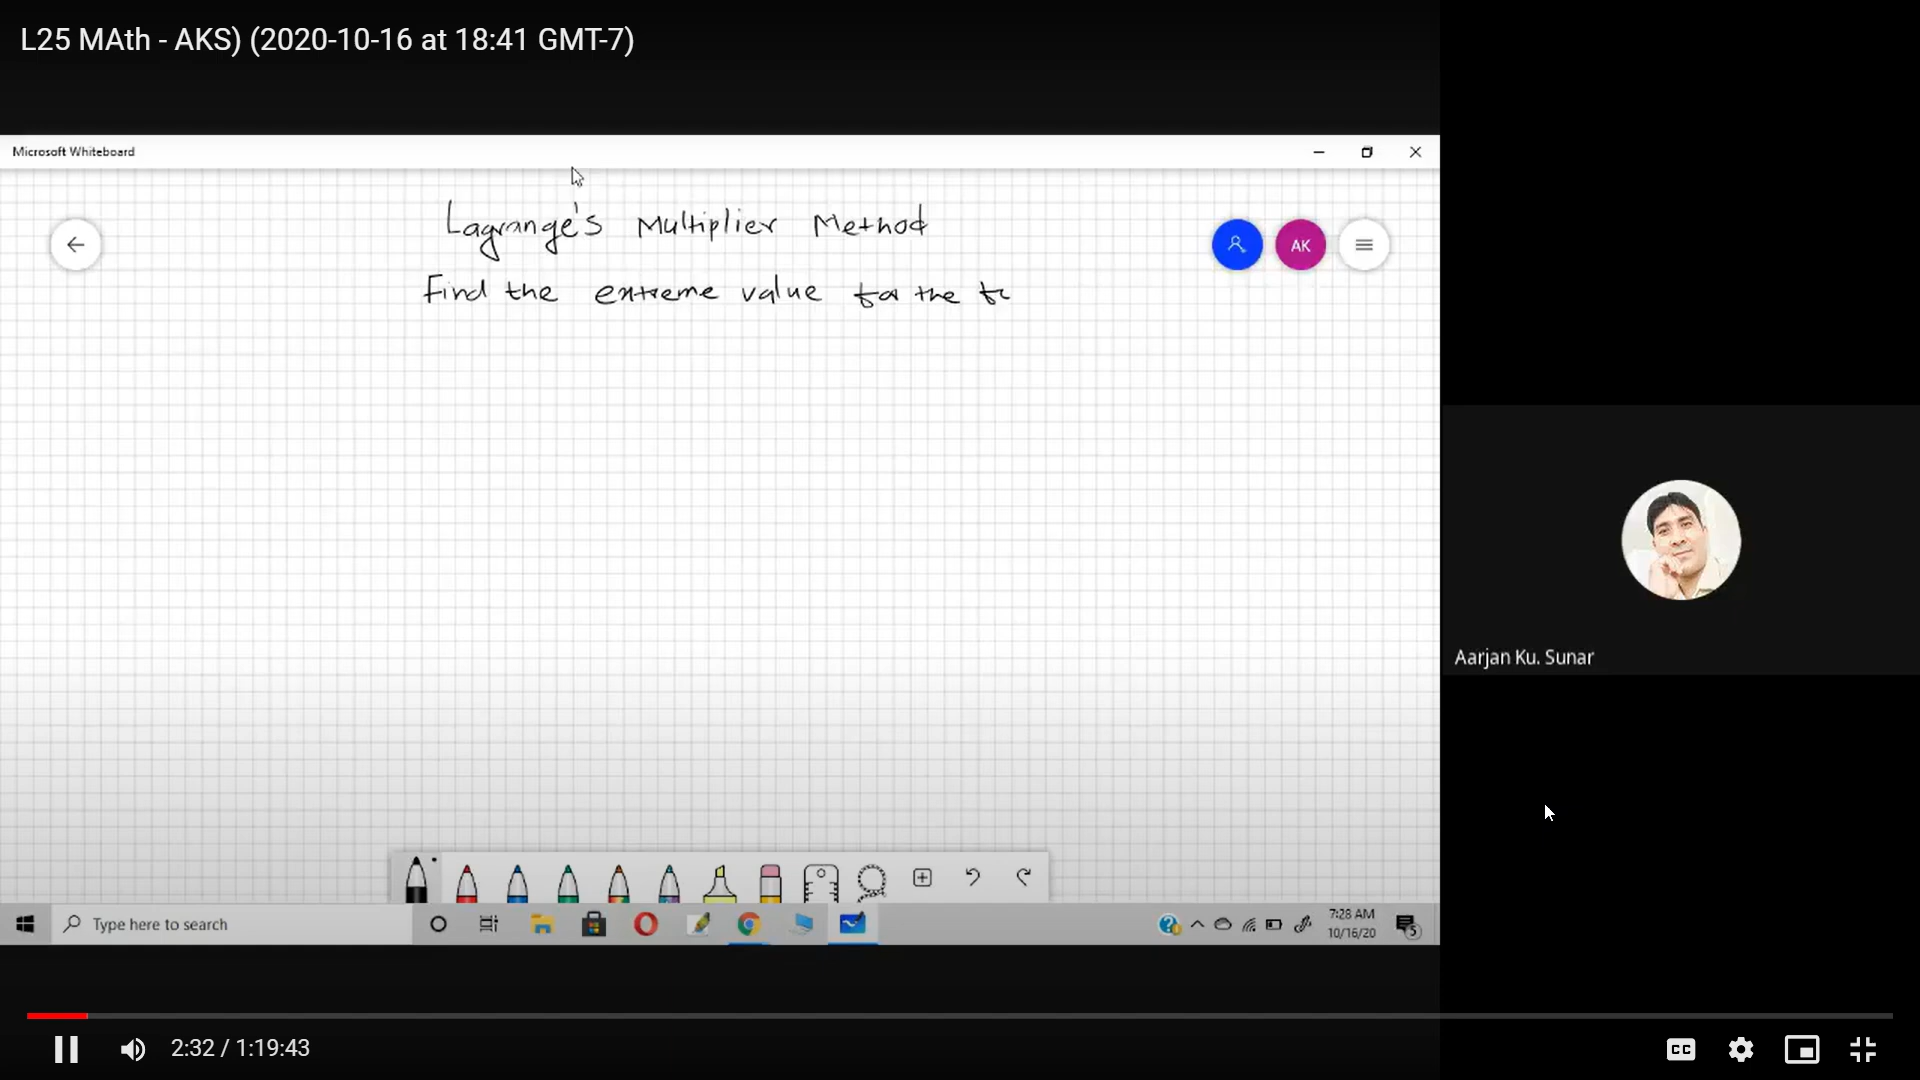 L25 MAth - AKS) (2020-10-16 at 18:41 GMT-7)
Microsoft Whiteboard
Lagrange's Multiplier Method
AK
Find the extreme value for the
Aarjan Ku. Sunar
Type here to search
7:28 AM
10/16/20
5
2:32 / 1:19:43
CC